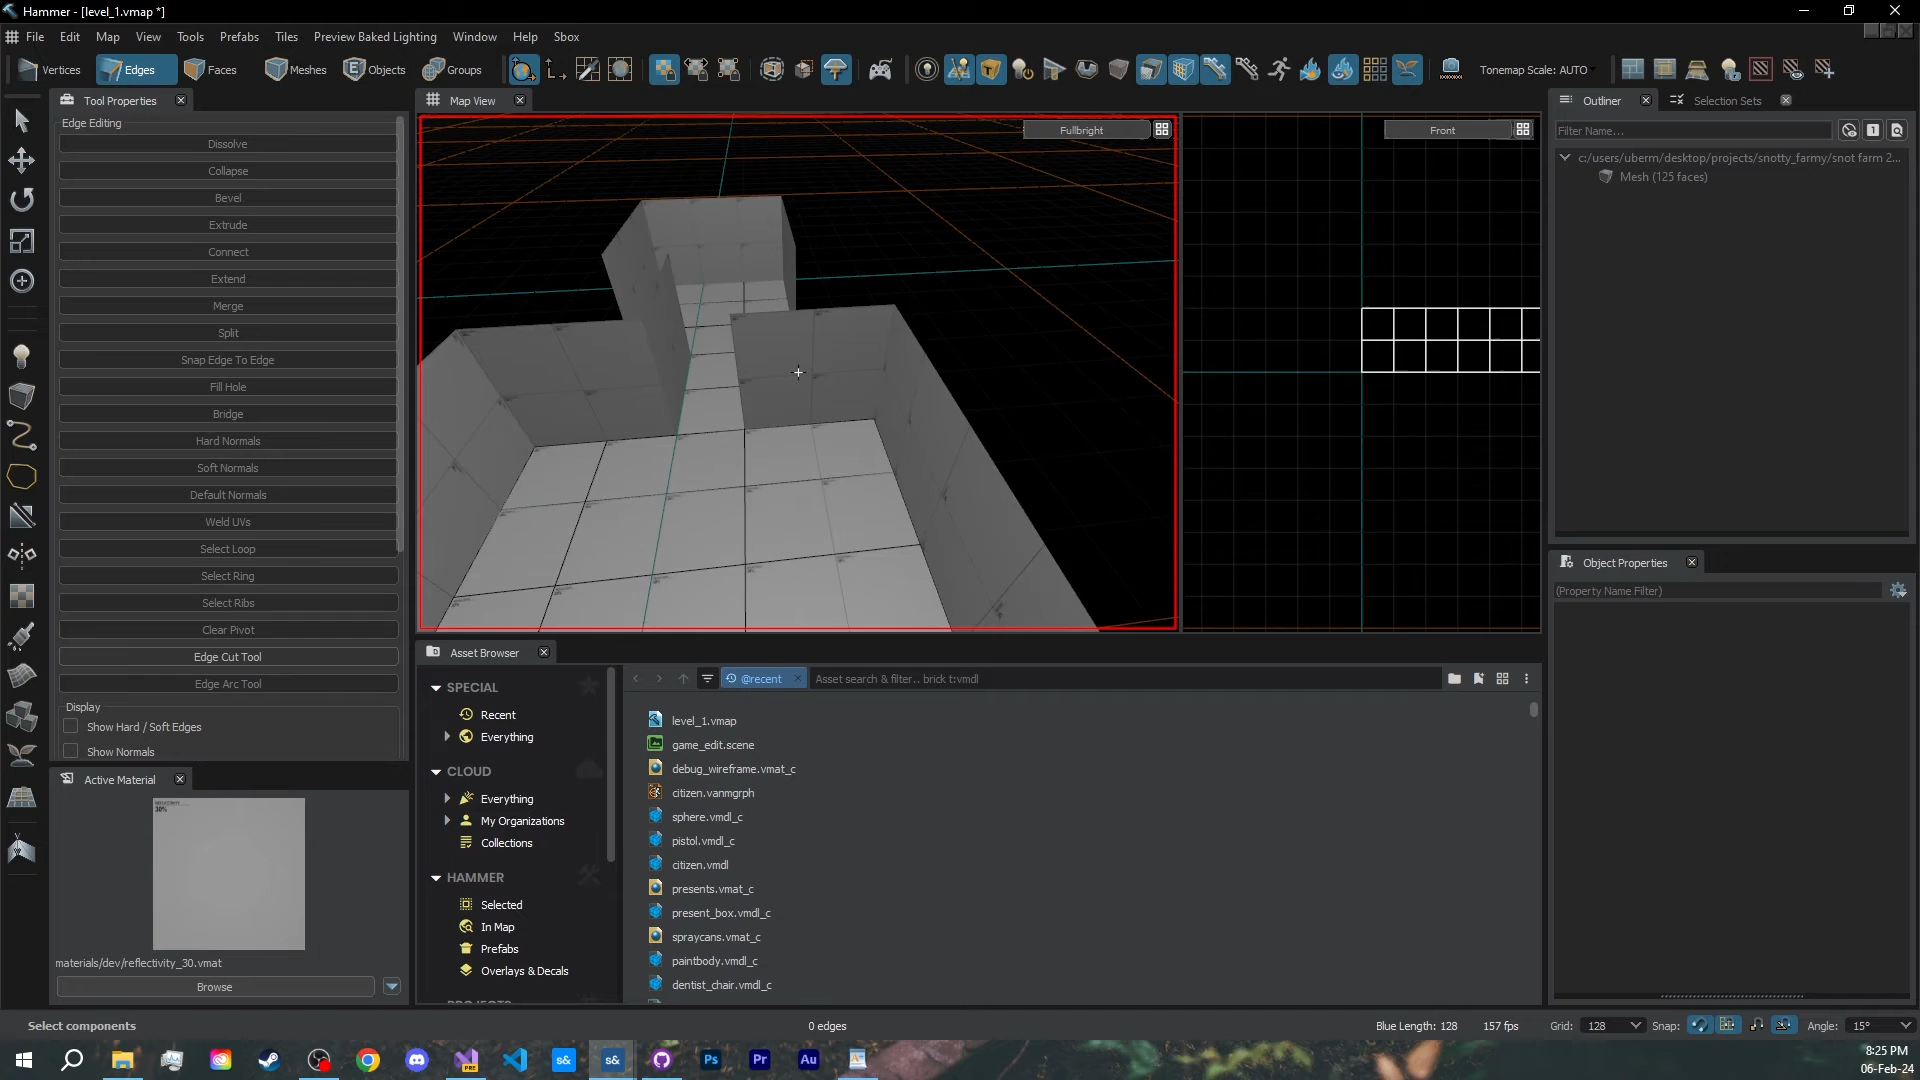 Hammer - [level_1.vmap *]
File Edit Map View Tools Prefabs Tiles Preview Baked Lighting Window Help Sbox
Vertices Edges Faces Meshes Objects Groups Tonemap Scale: AUTO
Tool Properties
Edge Editing
Dissolve
Collapse
Bevel
Extrude
Connect
Extend
Merge
Split
Snap Edge To Edge
Fill Hole
Bridge
Hard Normals
Soft Normals
Default Normals
Weld UVs
Select Loop
Select Ring
Select Ribs
Clear Pivot
Edge Cut Tool
Edge Arc Tool
Display
Show Hard / Soft Edges
Show Normals
Active Material
30%
materials/dev/reflectivity_30.vmat
Browse
Map View
Fullbright
Front
Asset Browser
SPECIAL
Recent
Everything
CLOUD
Everything
My Organizations
Collections
HAMMER
Selected
In Map
Prefabs
Overlays & Decals
@recent Asset search & filter.. brick t:vmdl
level_1.vmap
game_edit.scene
debug_wireframe.vmat_c
citizen.vanmgrph
sphere.vmdl_c
pistol.vmdl_c
citizen.vmdl
presents.vmat_c
present_box.vmdl_c
spraycans.vmat_c
paintbody.vmdl_c
dentist_chair.vmdl_c
Outliner Selection Sets
Filter Name...
c:/users/uberm/desktop/projects/snotty_farmy/snot farm 2...
Mesh (125 faces)
Object Properties
(Property Name Filter)
Select components 0 edges Blue Length: 128 157 fps Grid: 128 Snap: Angle: 15°
PRE s& s& Ps Pr Au
8:25 PM
06-Feb-24